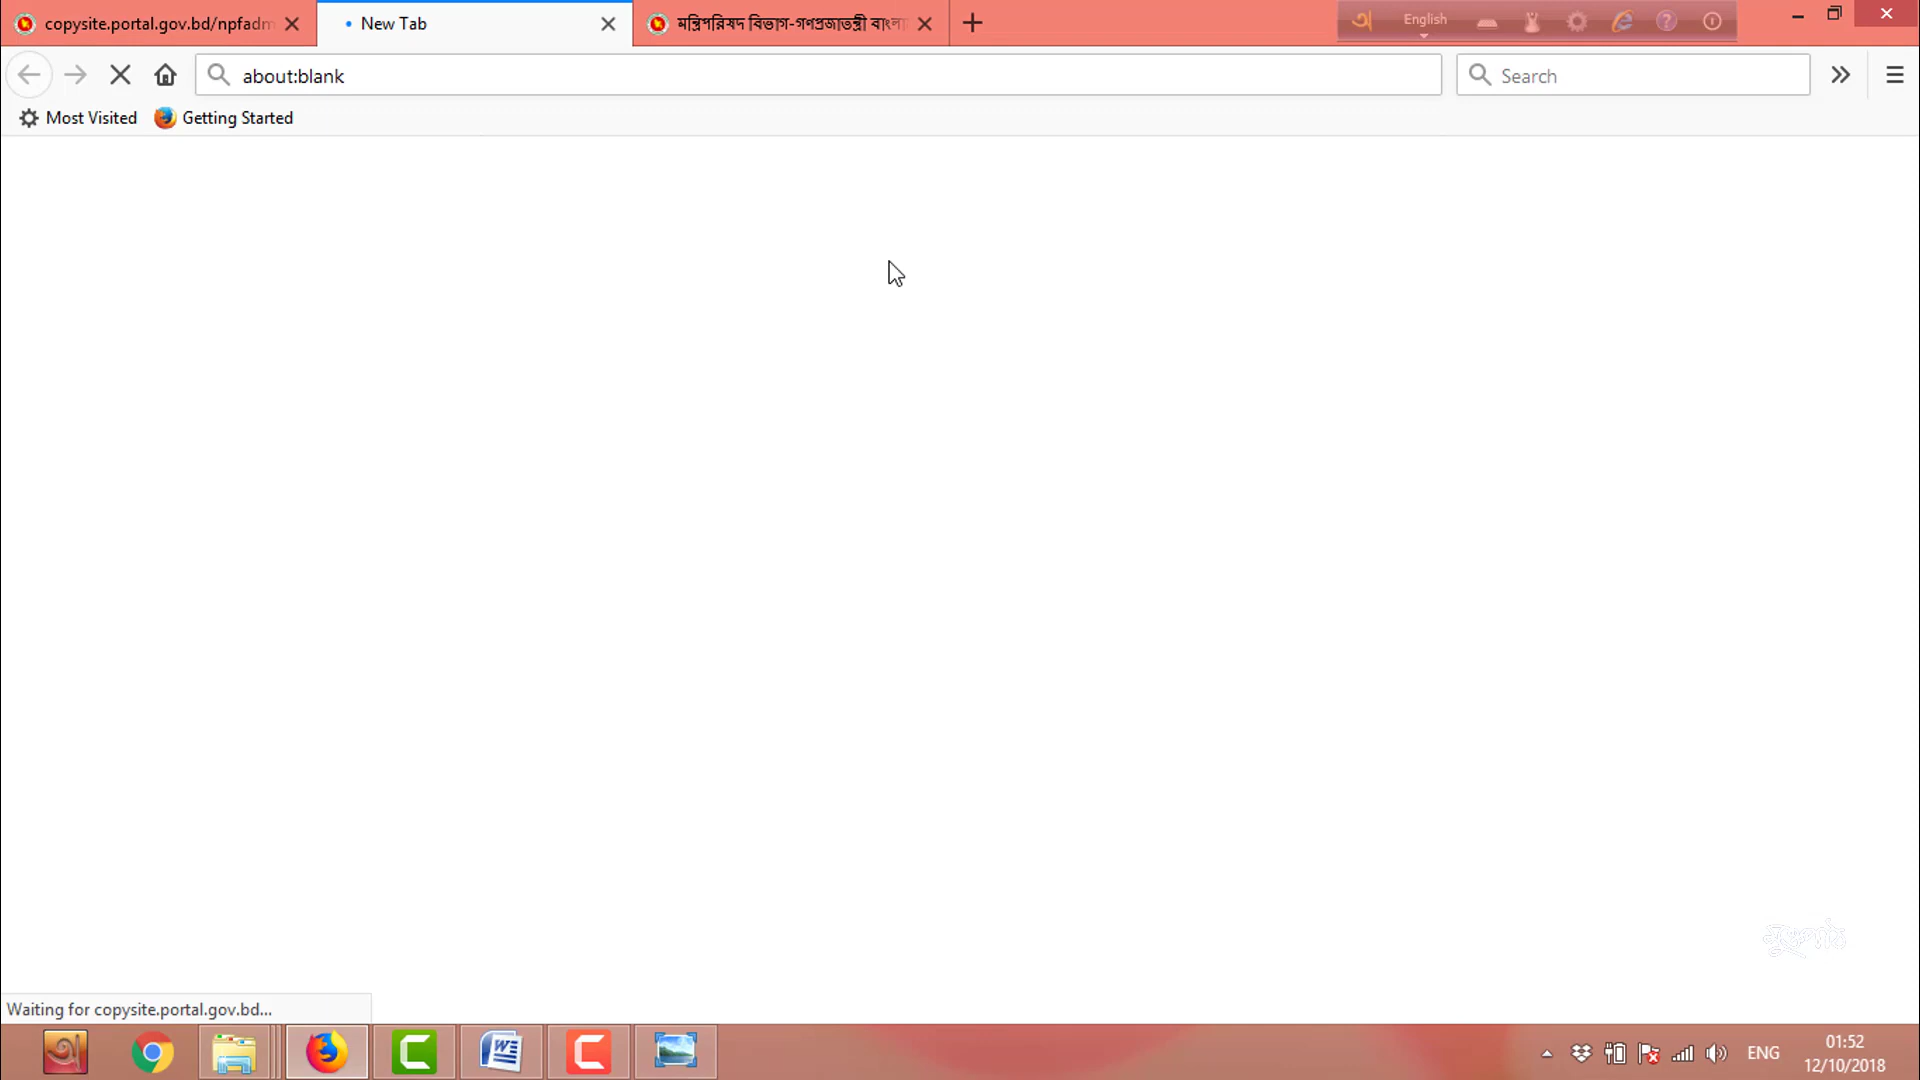 copysite.portal.gov.bd/npfadm
New Tab
মন্ত্রিপরিষদ বিভাগ-গণপ্রজাতন্ত্রী বাংলা
English
about:blank
Search
Most Visited
Getting Started
মুক্তপাঠ
Waiting for copysite.portal.gov.bd...
ENG
01:52
12/10/2018